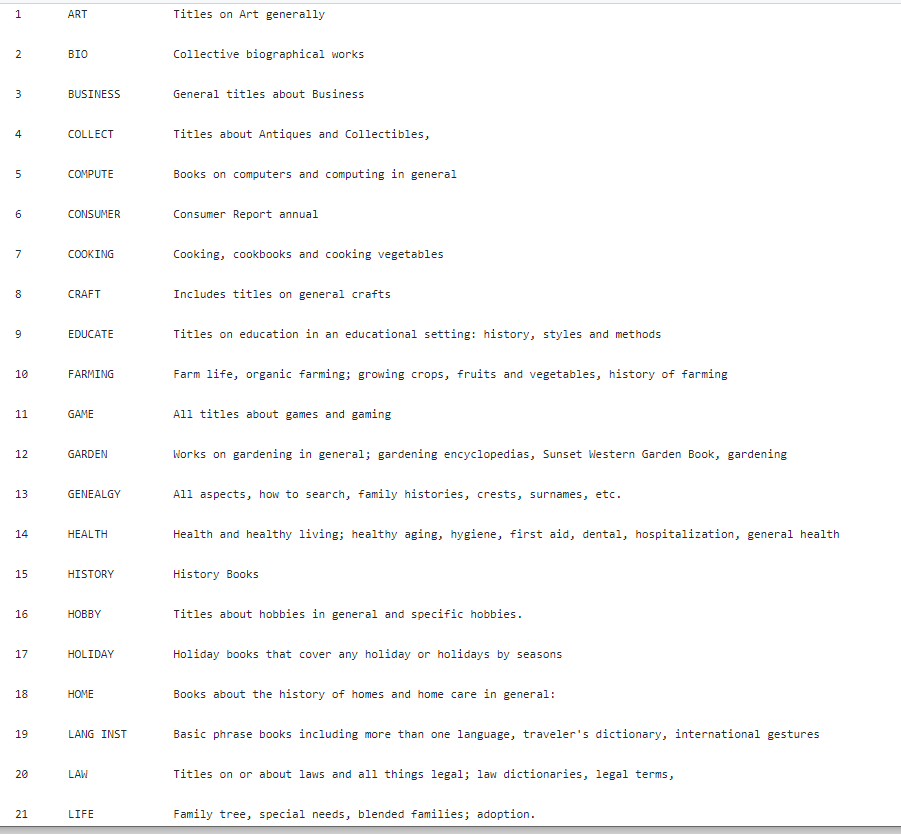 1 ART Titles on Art generally
2 BIO Collective biographical works
3 BUSINESS General titles about Business
4 COLLECT Titles about Antiques and Collectibles,
5 COMPUTE Books on computers and computing in general
6 CONSUMER Consumer Report annual
7 COOKING Cooking, cookbooks and cooking vegetables
8 CRAFT Includes titles on general crafts
9 EDUCATE Titles on education in an educational setting: history, styles and methods
10 FARMING Farm life, organic farming; growing crops, fruits and vegetables, history of farming
11 GAME All titles about games and gaming
12 GARDEN Works on gardening in general; gardening encyclopedias, Sunset Western Garden Book, gardening
13 GENEALGY All aspects, how to search, family histories, crests, surnames, etc.
14 HEALTH Health and healthy living; healthy aging, hygiene, first aid, dental, hospitalization, general health
15 HISTORY History Books
16 HOBBY Titles about hobbies in general and specific hobbies.
17 HOLIDAY Holiday books that cover any holiday or holidays by seasons
18 HOME Books about the history of homes and home care in general:
19 LANG INST Basic phrase books including more than one language, traveler's dictionary, international gestures
20 LAW Titles on or about laws and all things legal; law dictionaries, legal terms,
21 LIFE Family tree, special needs, blended families; adoption.